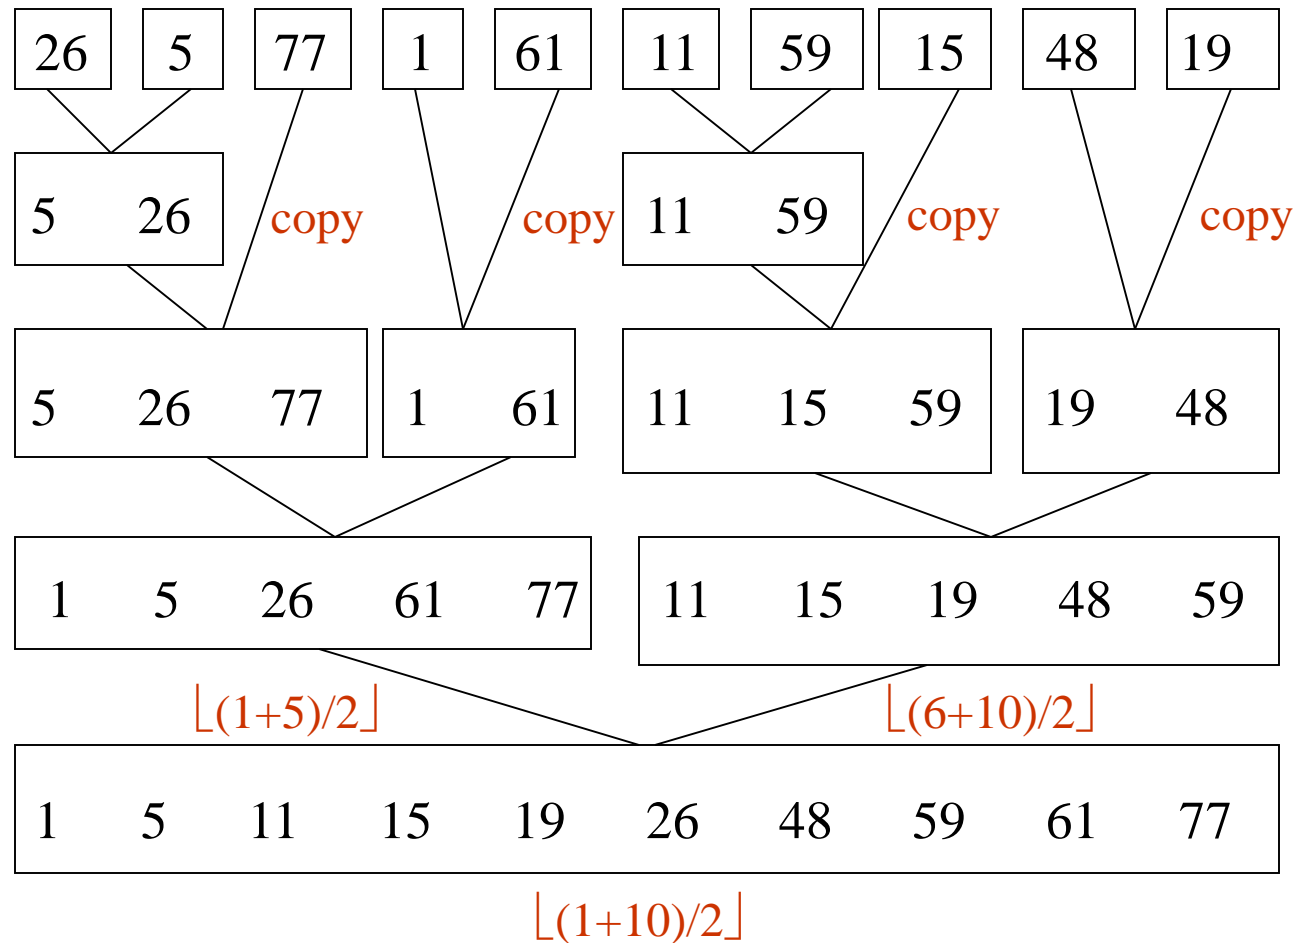 26 5 77 1 61 11 59 15 48 19
5 26 copy copy 11 59 copy copy
5 26 77 1 61 11 15 59 19 48
1 5 26 61 77 11 15 19 48 59
⌊(1+5)/2⌋ ⌊(6+10)/2⌋
1 5 11 15 19 26 48 59 61 77
⌊(1+10)/2⌋